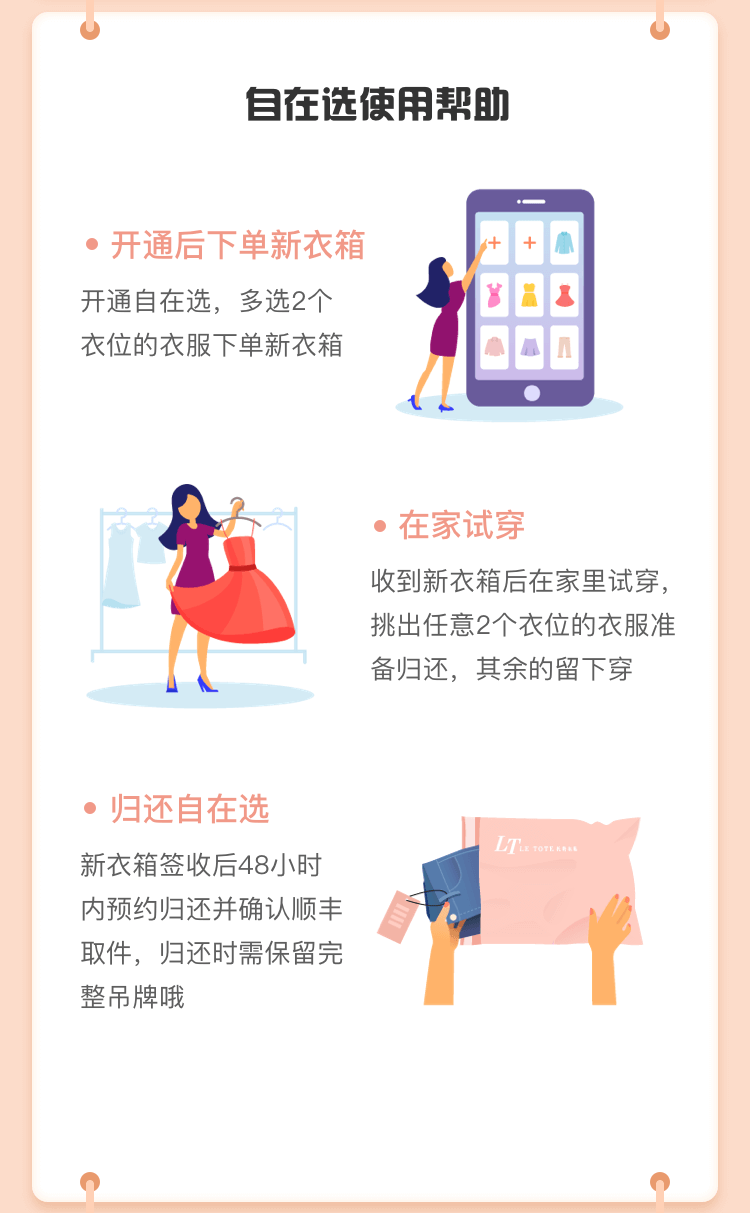 自在选使用帮助
开通后下单新衣箱
开通自在选，多选2个
衣位的衣服下单新衣箱
在家试穿
收到新衣箱后在家里试穿，
挑出任意2个衣位的衣服准
备归还，其余的留下穿
归还自在选
新衣箱签收后48小时
内预约归还并确认顺丰
取件，归还时需保留完
整吊牌哦
LT LE TOTE